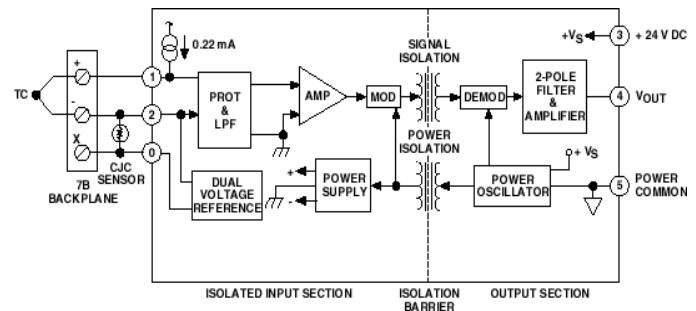 0.22 mA
SIGNAL
ISOLATION
+VS
3
+ 24 V DC
TC
+
1
PROT
& LPF
AMP
MOD
DEMOD
2-POLE
FILTER
&
AMPLIFIER
4
VOUT
-
2
X
0
CJC
SENSOR
7B
BACKPLANE
DUAL
VOLTAGE
REFERENCE
+
-
POWER
SUPPLY
POWER
ISOLATION
+ VS
POWER
OSCILLATOR
5
POWER
COMMON
ISOLATED INPUT SECTION
ISOLATION
BARRIER
OUTPUT SECTION